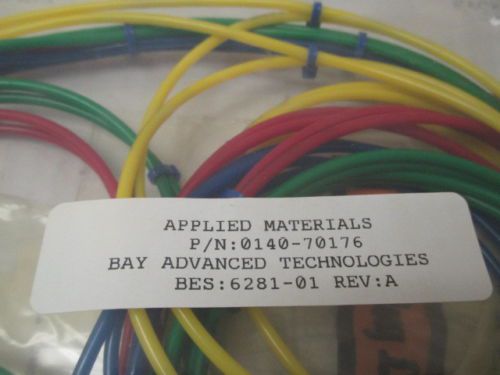 APPLIED MATERIALS
P/N:0140-70176
BAY ADVANCED TECHNOLOGIES
BES:6281-01 REV:A